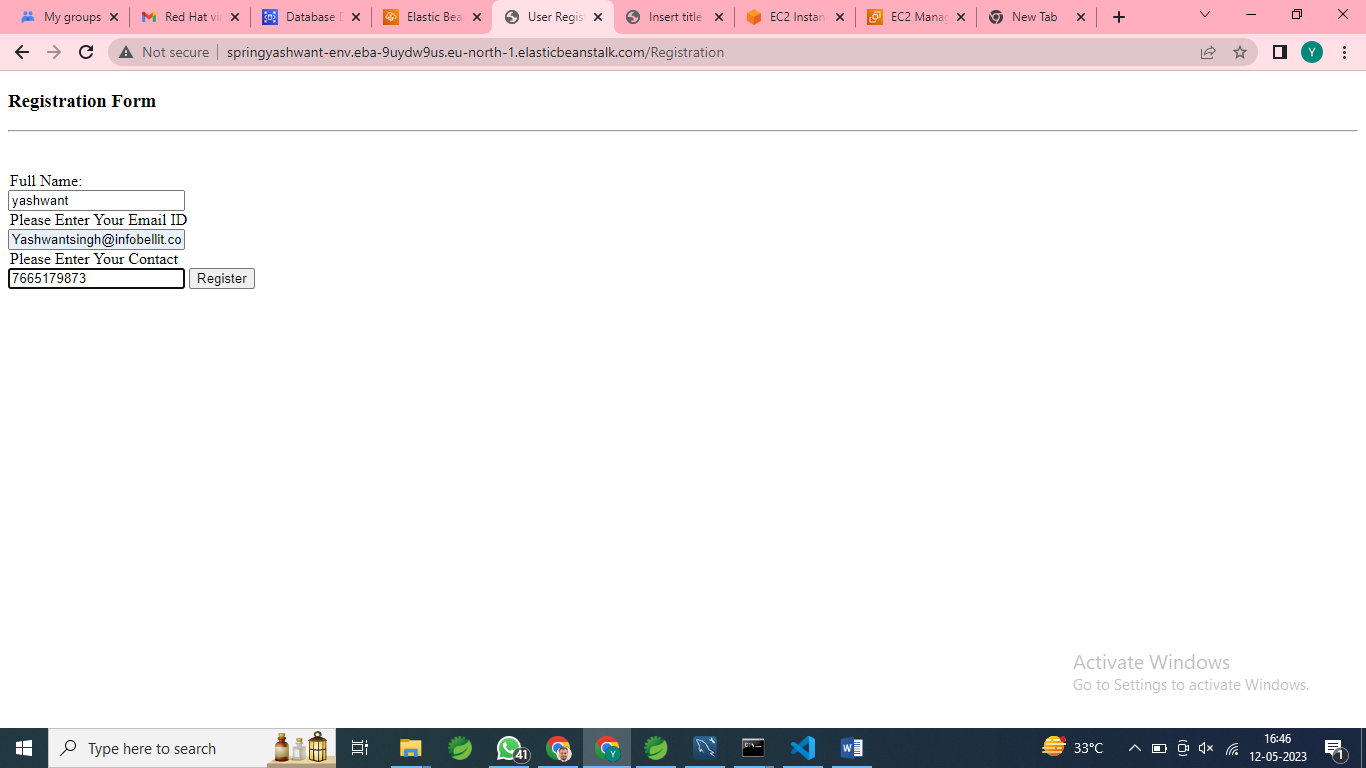 My groups
Red Hat vir
Database D
Elastic Bea
User Regis
Insert title
EC2 Instan
EC2 Manag
New Tab
Not secure
springyashwant-env.eba-9uydw9us.eu-north-1.elasticbeanstalk.com/Registration
Y
Registration Form
Full Name:
yashwant
Please Enter Your Email ID
Yashwantsingh@infobellit.co
Please Enter Your Contact
7665179873 Register
Activate Windows
Go to Settings to activate Windows.
Type here to search
41
Y
33°C
16:46
12-05-2023
1